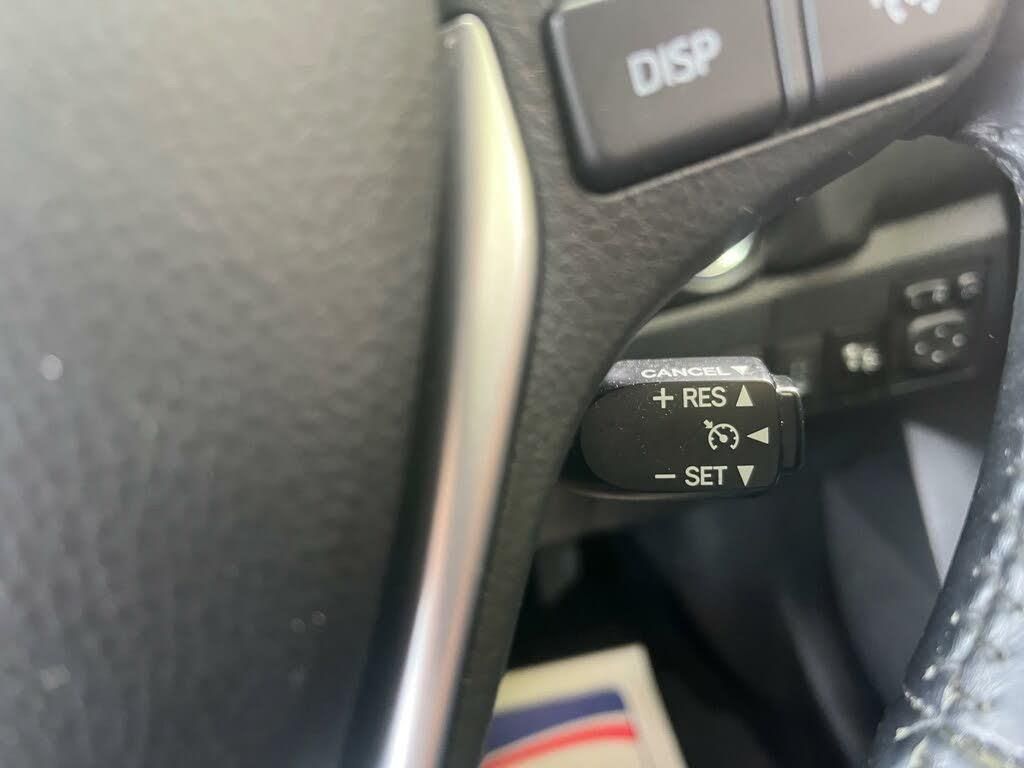 DISP
CANCEL ▼
+ RES ▲
◀
− SET ▼